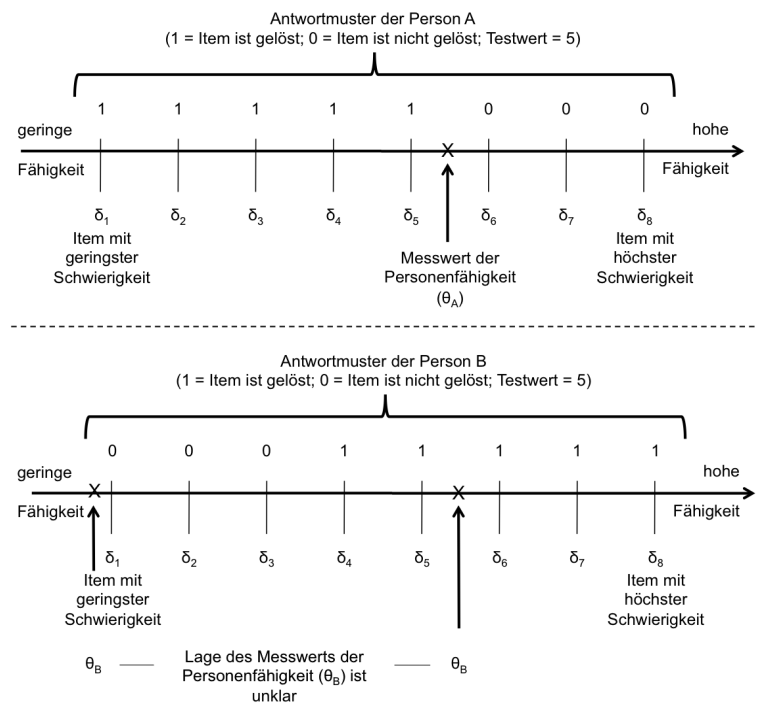 Antwortmuster der Person A
(1 = Item ist gelöst; 0 = Item ist nicht gelöst; Testwert = 5)
1 1 1 1 1 0 0 0
geringe hohe
X
Fähigkeit Fähigkeit
δ1 δ2 δ3 δ4 δ5 δ6 δ7 δ8
Item mit
geringster
Schwierigkeit
Messwert der
Personenfähigkeit
(θA)
Item mit
höchster
Schwierigkeit
Antwortmuster der Person B
(1 = Item ist gelöst; 0 = Item ist nicht gelöst; Testwert = 5)
0 0 0 1 1 1 1 1
geringe hohe
X X
Fähigkeit Fähigkeit
δ1 δ2 δ3 δ4 δ5 δ6 δ7 δ8
Item mit
geringster
Schwierigkeit
Item mit
höchster
Schwierigkeit
θB — Lage des Messwerts der — θB
Personenfähigkeit (θB) ist
unklar